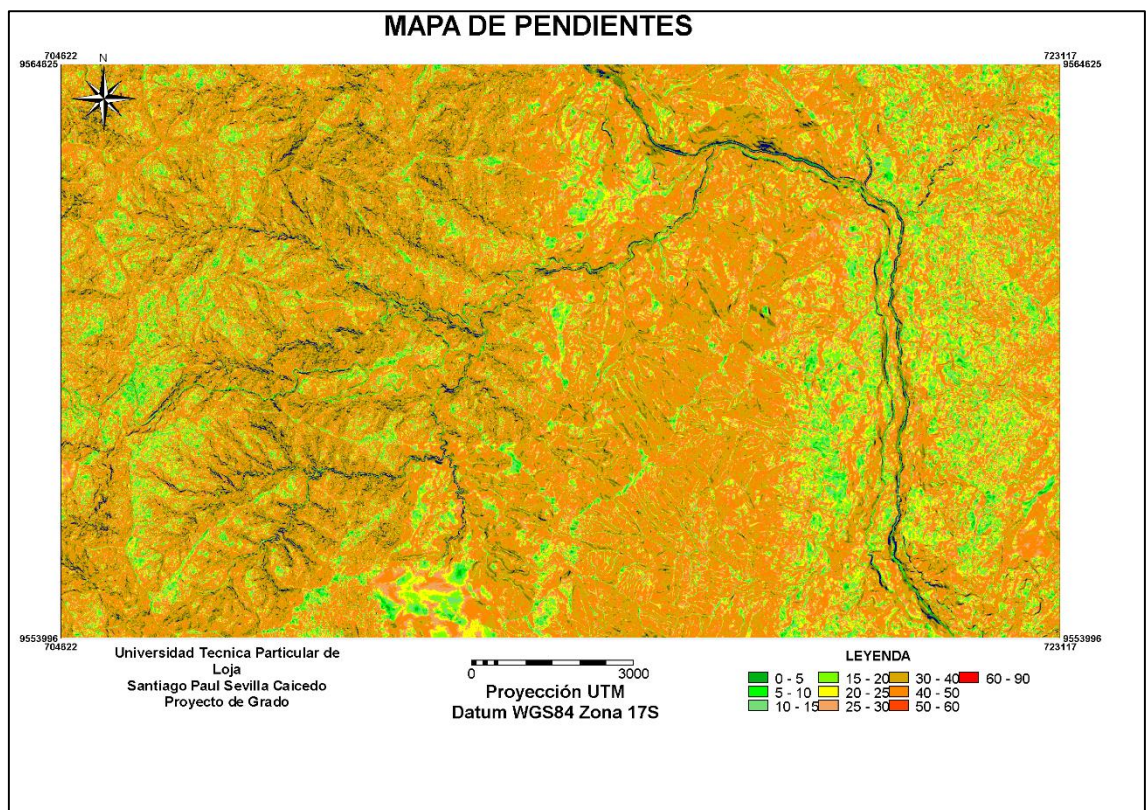 MAPA DE PENDIENTES
704622
723117
9564625
9564625
N
9553996
9553996
704622
723117
Universidad Tecnica Particular de
Loja
Santiago Paul Sevilla Caicedo
Proyecto de Grado
0 3000
Proyección UTM
Datum WGS84 Zona 17S
LEYENDA
0 - 5 15 - 20 30 - 40 60 - 90
5 - 10 20 - 25 40 - 50
10 - 15 25 - 30 50 - 60